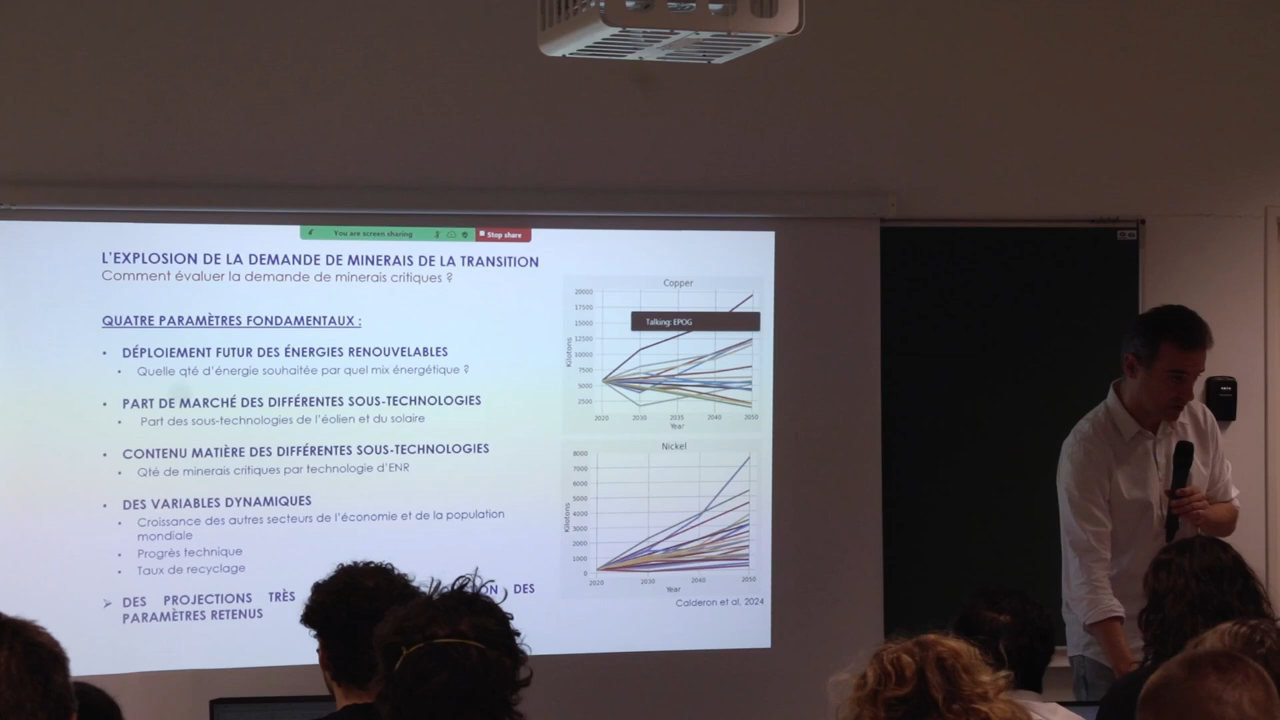 You are screen sharing
Stop share
L'EXPLOSION DE LA DEMANDE DE MINERAIS DE LA TRANSITION
Comment évaluer la demande de minerais critiques ?
QUATRE PARAMÈTRES FONDAMENTAUX :
• DÉPLOIEMENT FUTUR DES ÉNERGIES RENOUVELABLES
• Quelle qté d'énergie souhaitée par quel mix énergétique ?
• PART DE MARCHÉ DES DIFFÉRENTES SOUS-TECHNOLOGIES
• Part des sous-technologies de l'éolien et du solaire
• CONTENU MATIÈRE DES DIFFÉRENTES SOUS-TECHNOLOGIES
• Qté de minerais critiques par technologie d'ENR
• DES VARIABLES DYNAMIQUES
• Croissance des autres secteurs de l'économie et de la population
mondiale
• Progrès technique
• Taux de recyclage
➢ DES PROJECTIONS TRÈS DES
PARAMÈTRES RETENUS
Copper
20000
17500
15000
12500
10000
7500
5000
2500
Kilotons
Talking: EPOG
2020 2030 2035 2040 2050
Year
Nickel
8000
7000
6000
5000
4000
3000
2000
1000
0
Kilotons
2020 2030 2040 2050
Year
Calderon et al, 2024